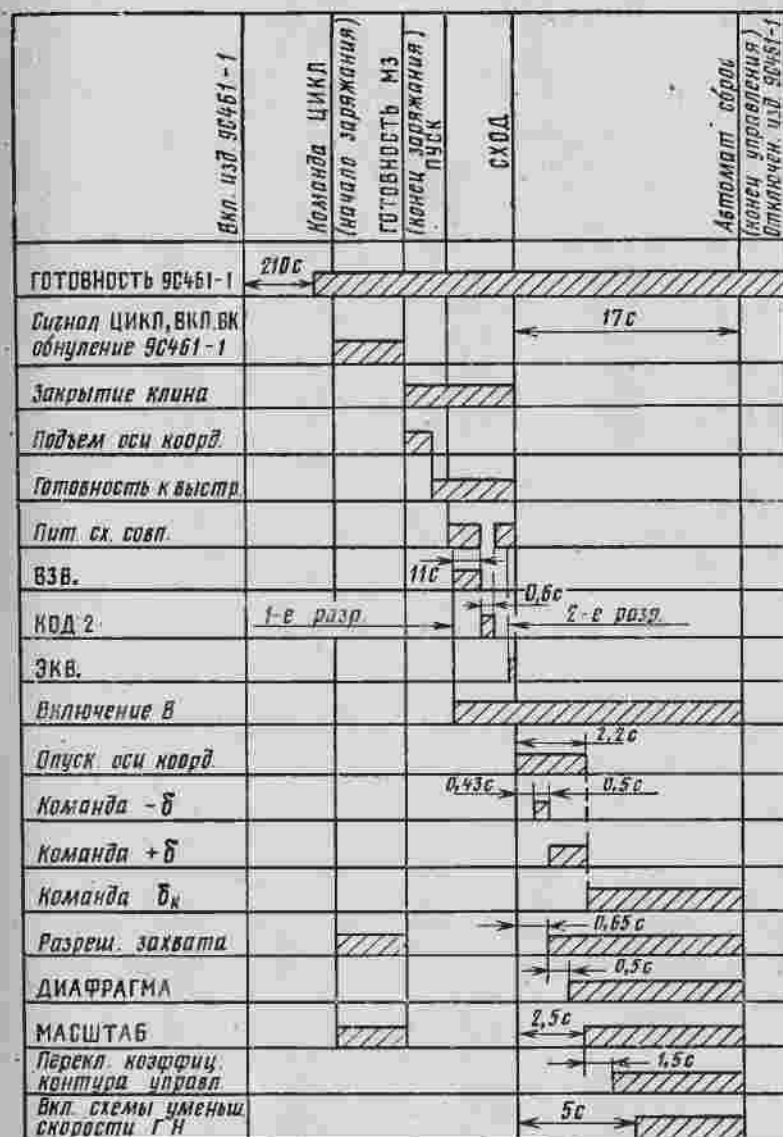 Вкл. изд 9С461-1
Команда ЦИКЛ
(начало заряжания)
ГОТОВНОСТЬ МЗ
(конец заряжания)
ПУСК
СХОД
Автомат сброс
(конец управления)
Отключен. изд. 9С461-1
ГОТОВНОСТЬ 9С461-1
210с
Сигнал ЦИКЛ, ВКЛ. ВК
обнуление 9С461-1
17с
Закрытие клина
Подъем оси коорд.
Готовность к выстр.
Пит. сх. совп.
ВЗВ.
11с
0,6с
КОД 2
1-е разр.
2-е разр.
ЭКВ.
Включение В
Опуск. оси коорд.
2,2с
Команда -δ
0,43с
0,5с
Команда +δ
Команда δк
Разреш. захвата
0,65с
ДИАФРАГМА
0,5с
МАСШТАБ
2,5с
Перекл. коэффиц.
контура управл.
1,5с
Вкл. схемы уменьш.
скорости ГН
5с